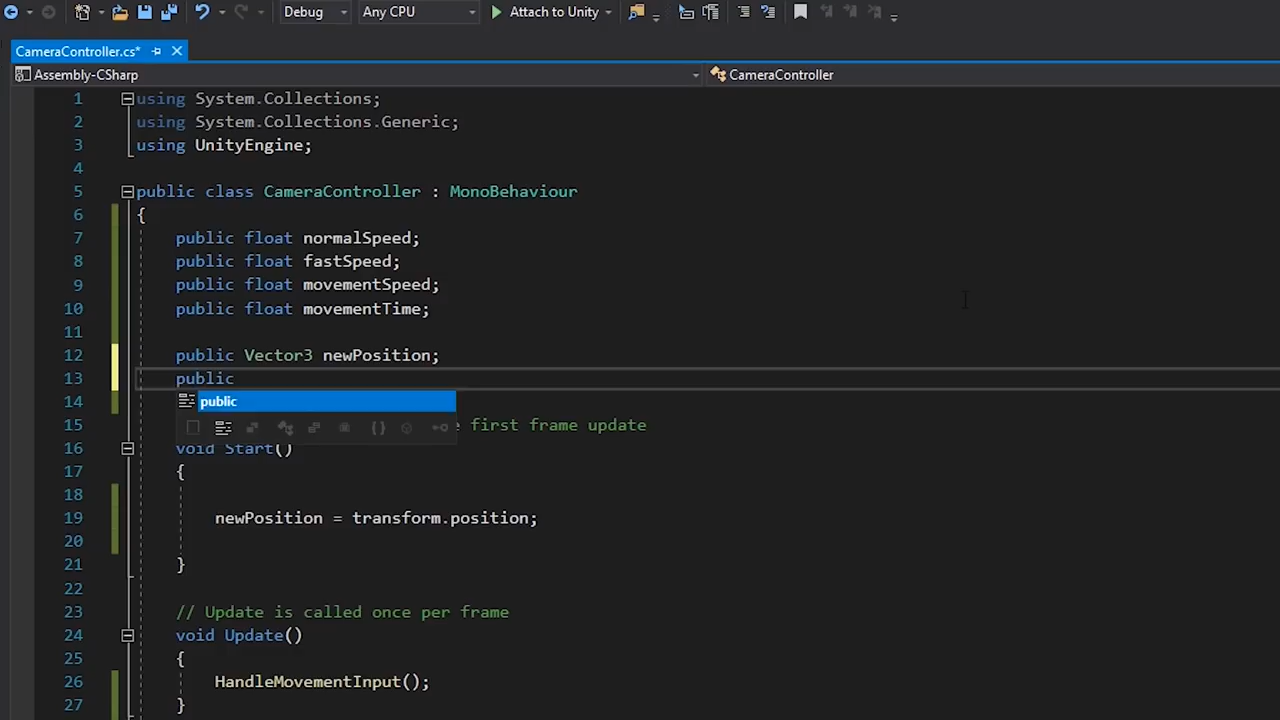 Debug Any CPU Attach to Unity
CameraController.cs*
Assembly-CSharp CameraController
1 using System.Collections;
2 using System.Collections.Generic;
3 using UnityEngine;
4
5 public class CameraController : MonoBehaviour
6 {
7 public float normalSpeed;
8 public float fastSpeed;
9 public float movementSpeed;
10 public float movementTime;
11
12 public Vector3 newPosition;
13 public
14 public
15 first frame update
16 void Start()
17 {
18
19 newPosition = transform.position;
20
21 }
22
23 // Update is called once per frame
24 void Update()
25 {
26 HandleMovementInput();
27 }